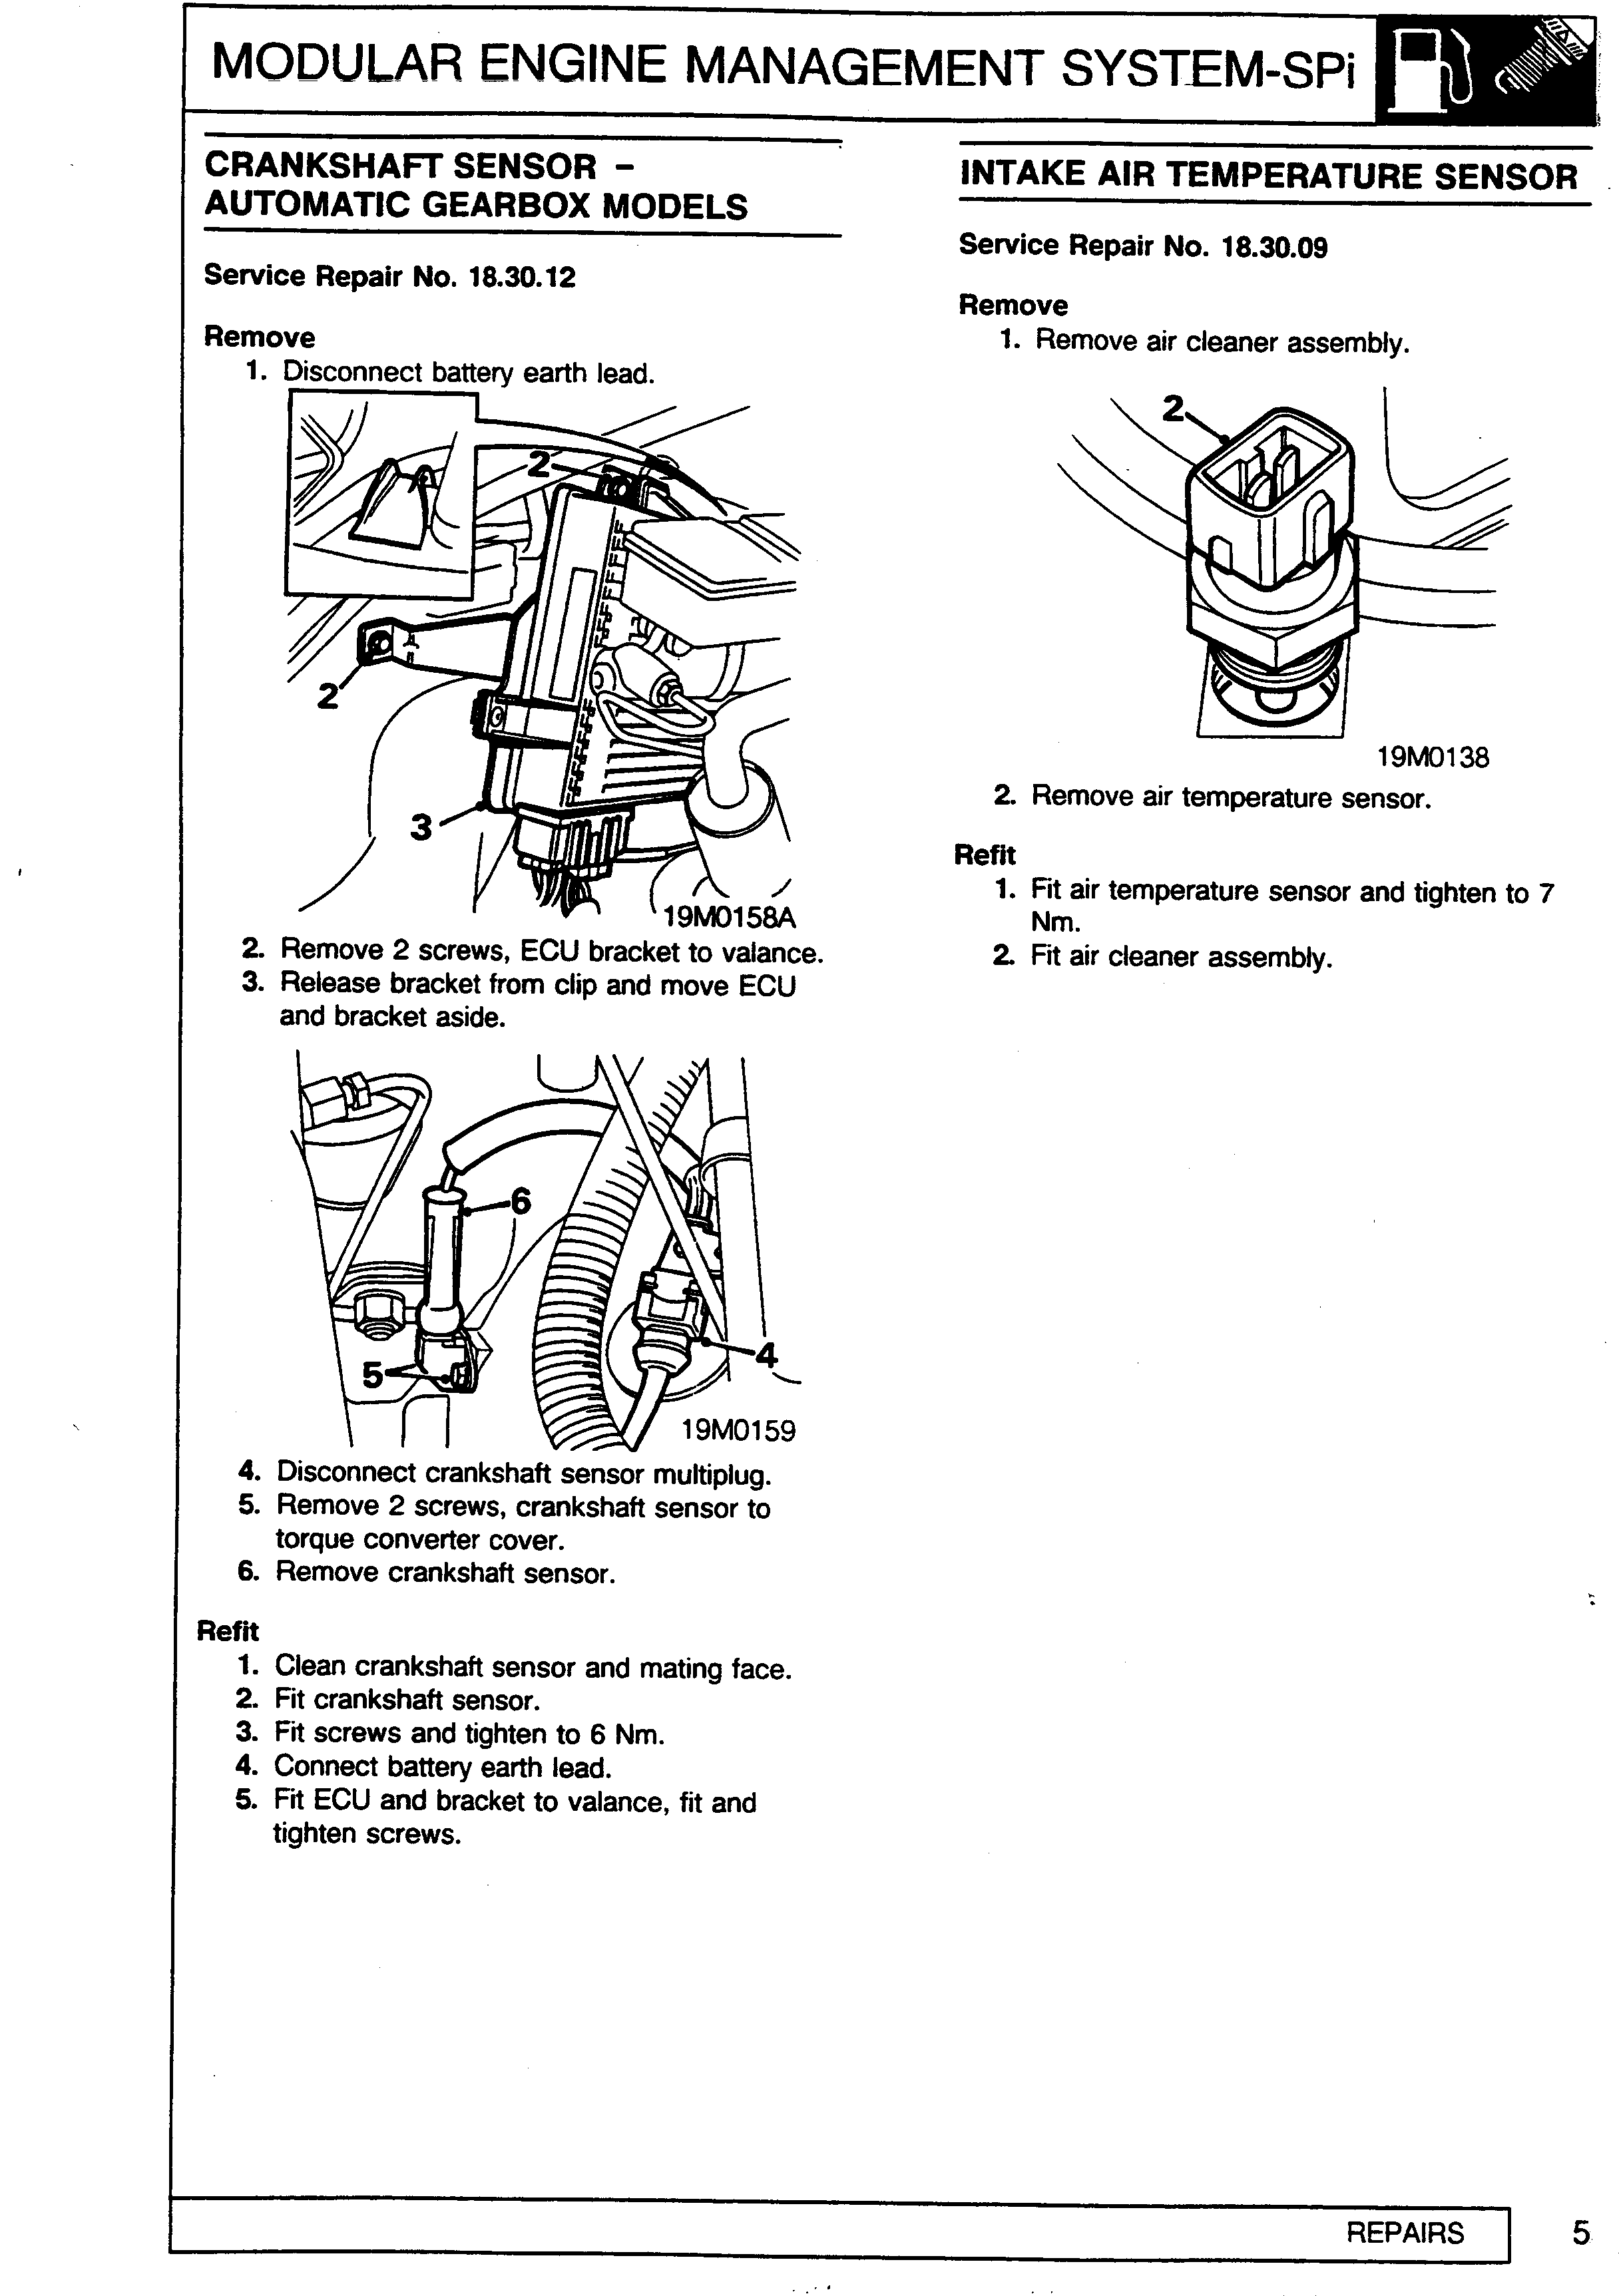 MODULAR ENGINE MANAGEMENT SYSTEM-SPi
CRANKSHAFT SENSOR –
AUTOMATIC GEARBOX MODELS
Service Repair No. 18.30.12
Remove
1. Disconnect battery earth lead.
2
2
3
19M0158A
2. Remove 2 screws, ECU bracket to valance.
3. Release bracket from clip and move ECU
and bracket aside.
6
5
4
19M0159
4. Disconnect crankshaft sensor multiplug.
5. Remove 2 screws, crankshaft sensor to
torque converter cover.
6. Remove crankshaft sensor.
Refit
1. Clean crankshaft sensor and mating face.
2. Fit crankshaft sensor.
3. Fit screws and tighten to 6 Nm.
4. Connect battery earth lead.
5. Fit ECU and bracket to valance, fit and
tighten screws.
INTAKE AIR TEMPERATURE SENSOR
Service Repair No. 18.30.09
Remove
1. Remove air cleaner assembly.
2
19M0138
2. Remove air temperature sensor.
Refit
1. Fit air temperature sensor and tighten to 7
Nm.
2. Fit air cleaner assembly.
REPAIRS
5